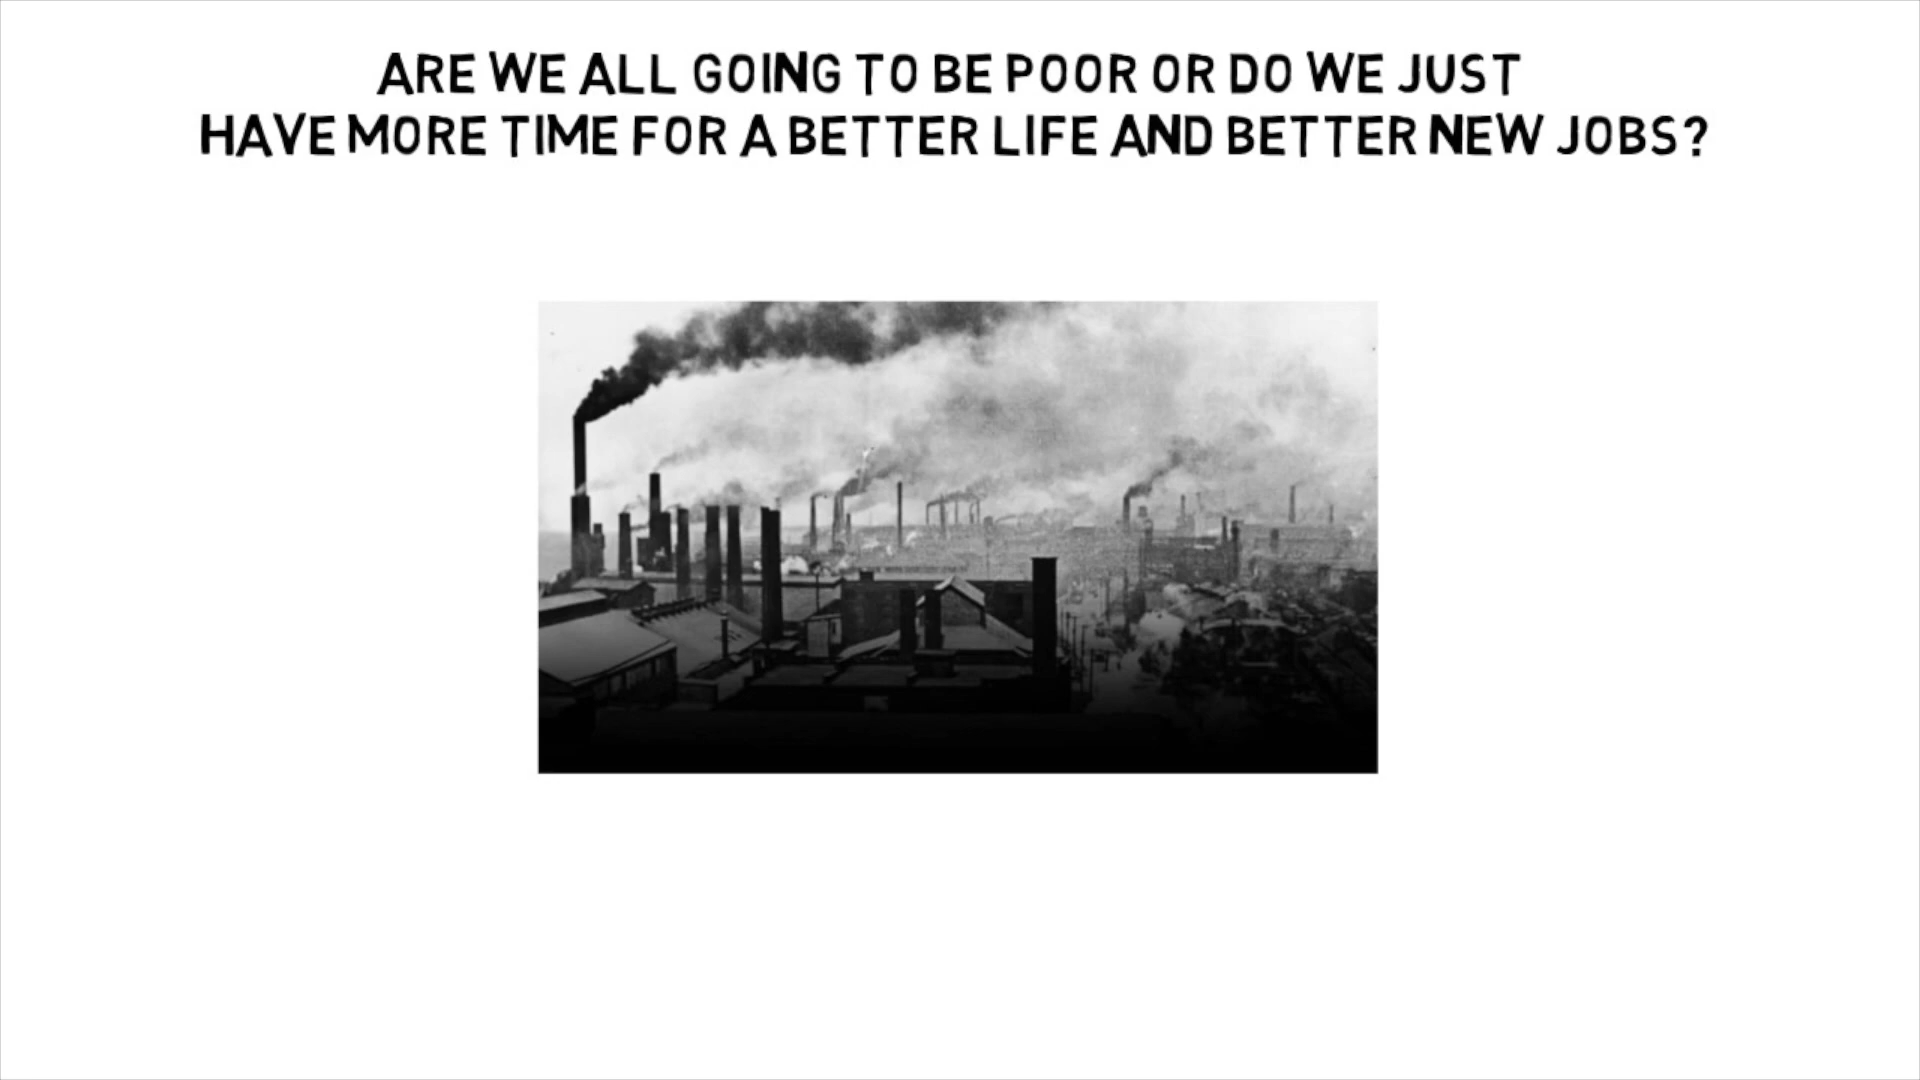 ARE WE ALL GOING TO BE POOR OR DO WE JUST
HAVE MORE TIME FOR A BETTER LIFE AND BETTER NEW JOBS?